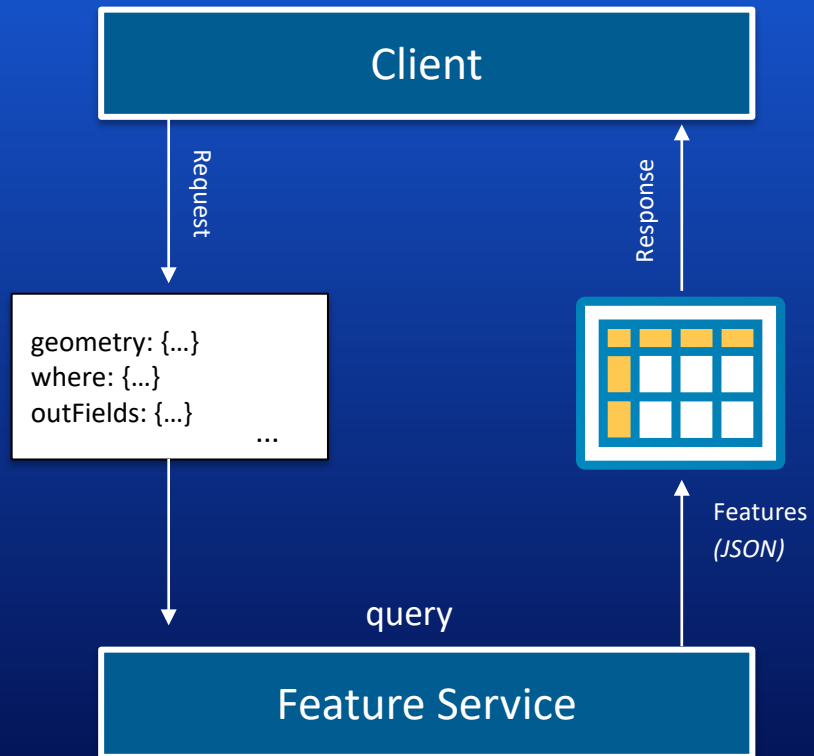 Client
Request
Response
geometry: {...}
where: {...}
outFields: {...}
...
Features
(JSON)
query
Feature Service